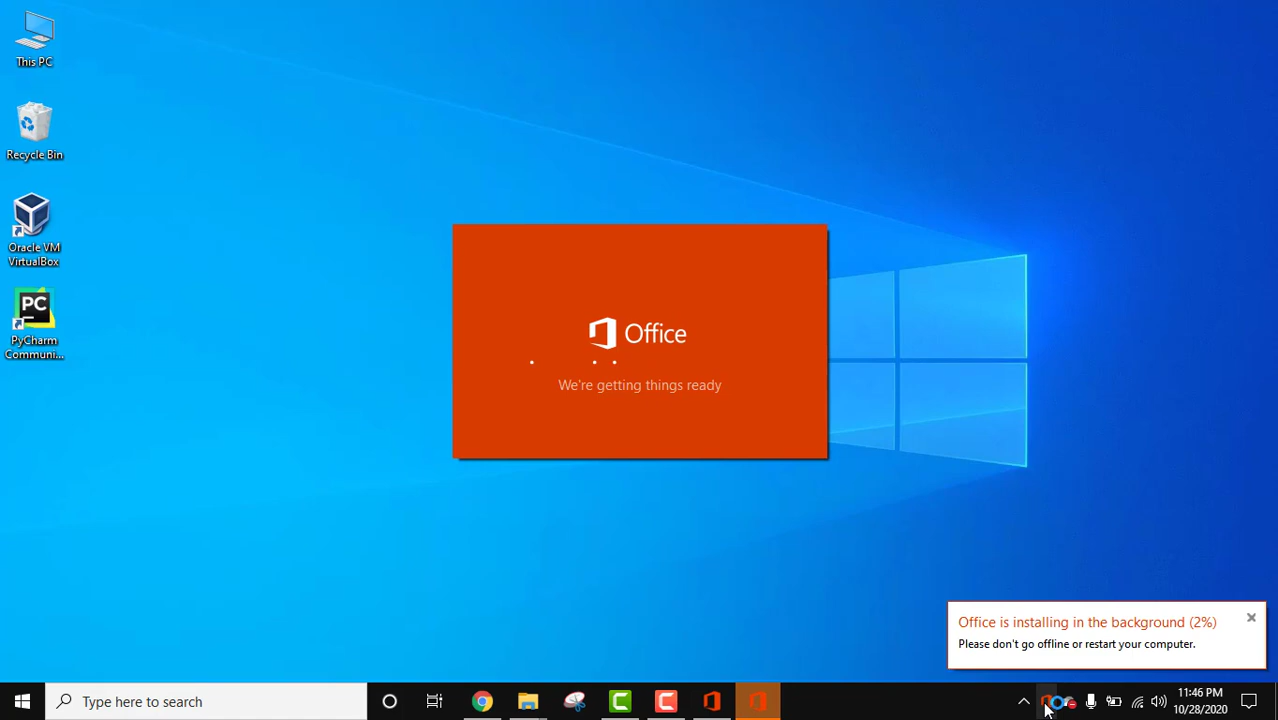 This PC
Recycle Bin
Oracle VM
VirtualBox
PC
PyCharm
Communi...
Office
We're getting things ready
Office is installing in the background (2%)
Please don't go offline or restart your computer.
Type here to search
11:46 PM
10/28/2020